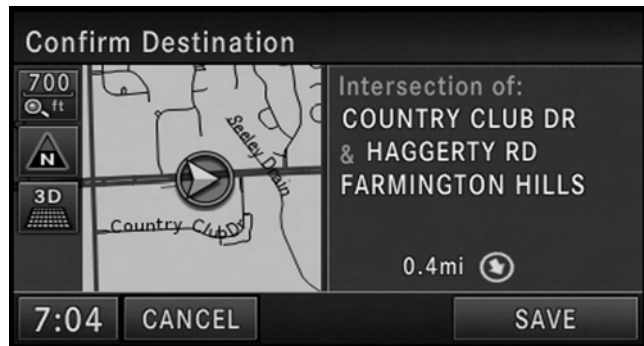 Confirm Destination
700
ft
N
3D
Seeley Drain
Country Club Dr
Intersection of:
COUNTRY CLUB DR
& HAGGERTY RD
FARMINGTON HILLS
0.4mi
7:04
CANCEL
SAVE